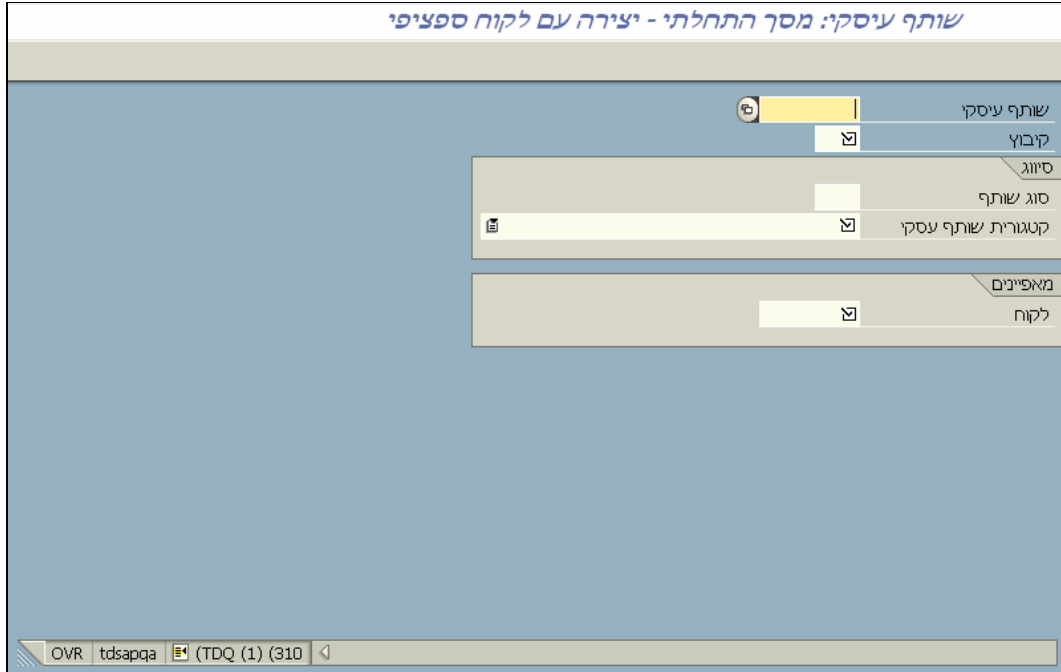 שותף עיסקי: מסך התחלתי - יצירה עם לקוח ספציפי
שותף עיסקי
קיבוץ
סיווג
סוג שותף
קטגורית שותף עסקי
מאפיינים
לקוח
OVR tdsapqa (TDQ (1) (310